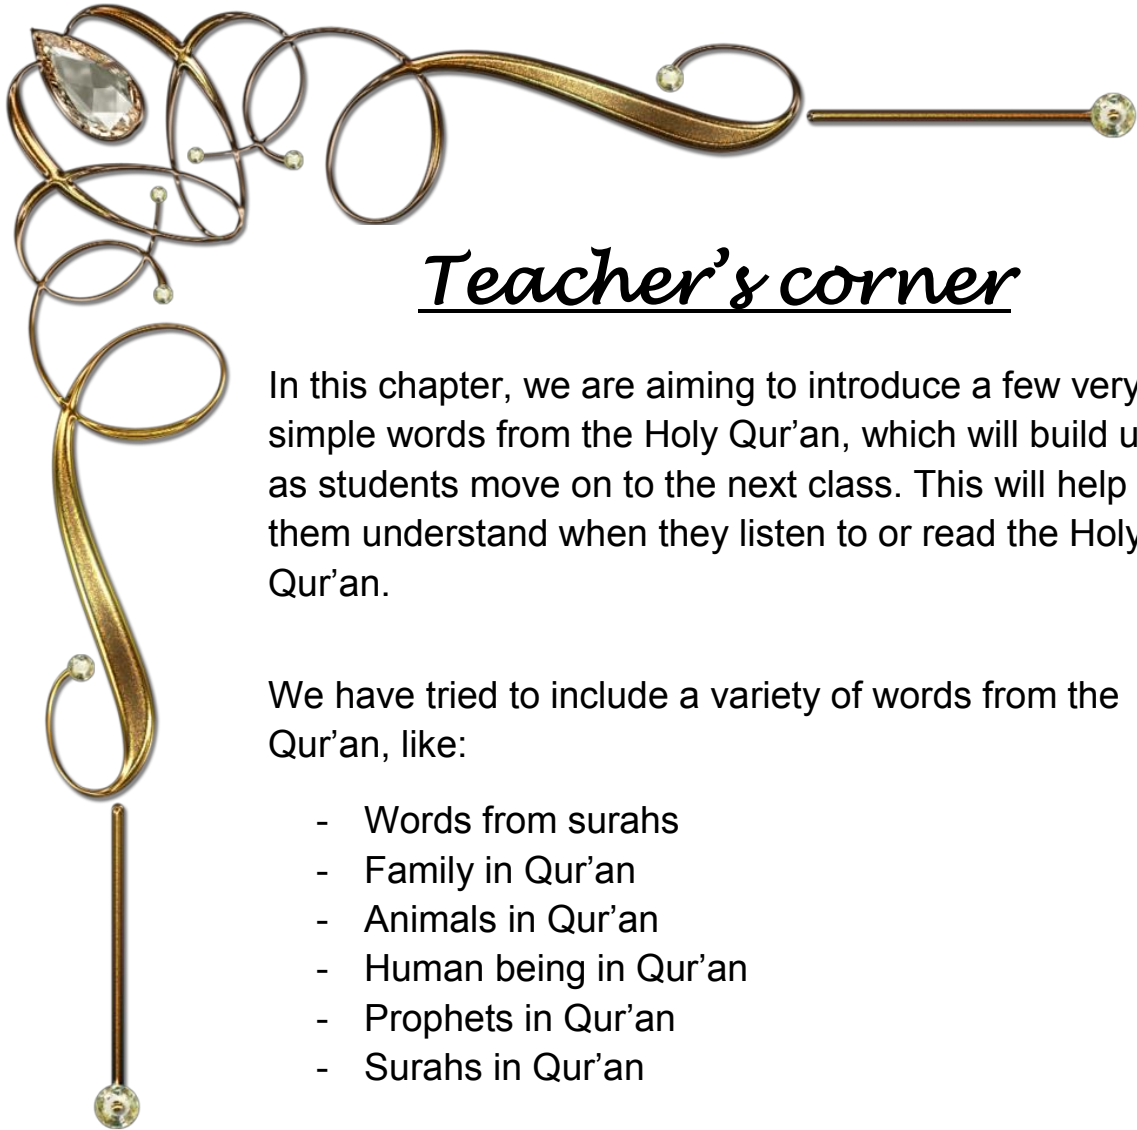 Teacher’s corner
In this chapter, we are aiming to introduce a few very
simple words from the Holy Qur’an, which will build u
as students move on to the next class. This will help
them understand when they listen to or read the Holy
Qur’an.
We have tried to include a variety of words from the
Qur’an, like:
- Words from surahs
- Family in Qur’an
- Animals in Qur’an
- Human being in Qur’an
- Prophets in Qur’an
- Surahs in Qur’an